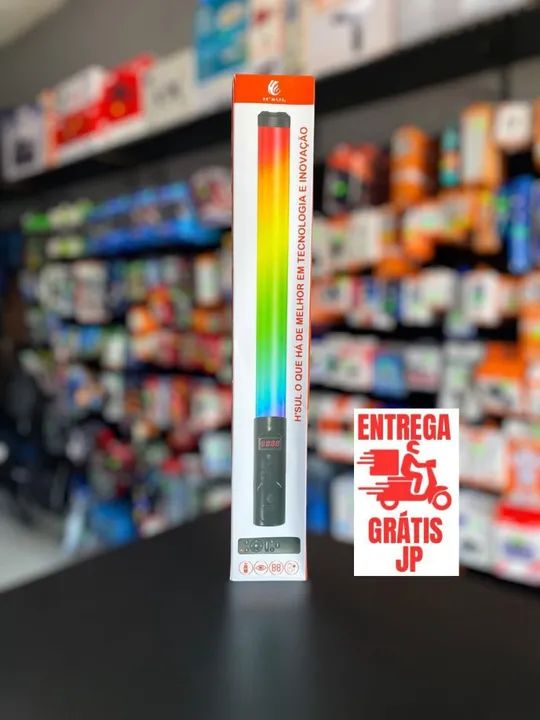 H'SUL
H'SUL O QUE HÁ DE MELHOR EM TECNOLOGIA E INOVAÇÃO
ENTREGA
GRÁTIS
JP